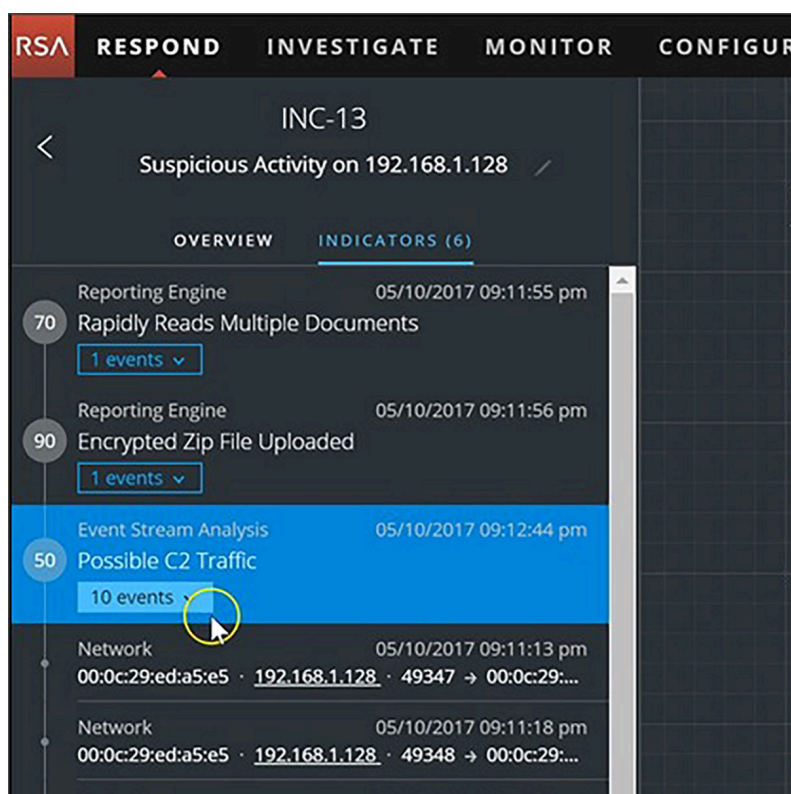 RSA RESPOND INVESTIGATE MONITOR CONFIGUR
INC-13
Suspicious Activity on 192.168.1.128
OVERVIEW INDICATORS (6)
Reporting Engine 05/10/2017 09:11:55 pm
70 Rapidly Reads Multiple Documents
1 events
Reporting Engine 05/10/2017 09:11:56 pm
90 Encrypted Zip File Uploaded
1 events
Event Stream Analysis 05/10/2017 09:12:44 pm
50 Possible C2 Traffic
10 events
Network 05/10/2017 09:11:13 pm
00:0c:29:ed:a5:e5 · 192.168.1.128 · 49347 → 00:0c:29:...
Network 05/10/2017 09:11:18 pm
00:0c:29:ed:a5:e5 · 192.168.1.128 · 49348 → 00:0c:29:...